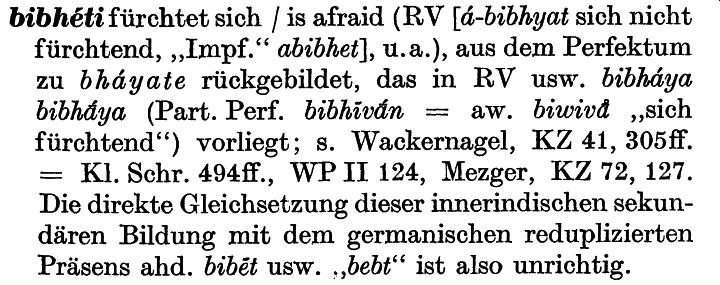 bibhéti fürchtet sich / is afraid (RV [á-bibhyat sich nicht
fürchtend, „Impf.“ abibhet], u. a.), aus dem Perfektum
zu bháyate rückgebildet, das in RV usw. bibháya
bibhā́ya (Part. Perf. bibhīvā́n = aw. biwivā̊ „sich
fürchtend“) vorliegt; s. Wackernagel, KZ 41, 305ff.
= Kl. Schr. 494ff., WP II 124, Mezger, KZ 72, 127.
Die direkte Gleichsetzung dieser innerindischen sekun-
dären Bildung mit dem germanischen reduplizierten
Präsens ahd. bibēt usw. „bebt“ ist also unrichtig.